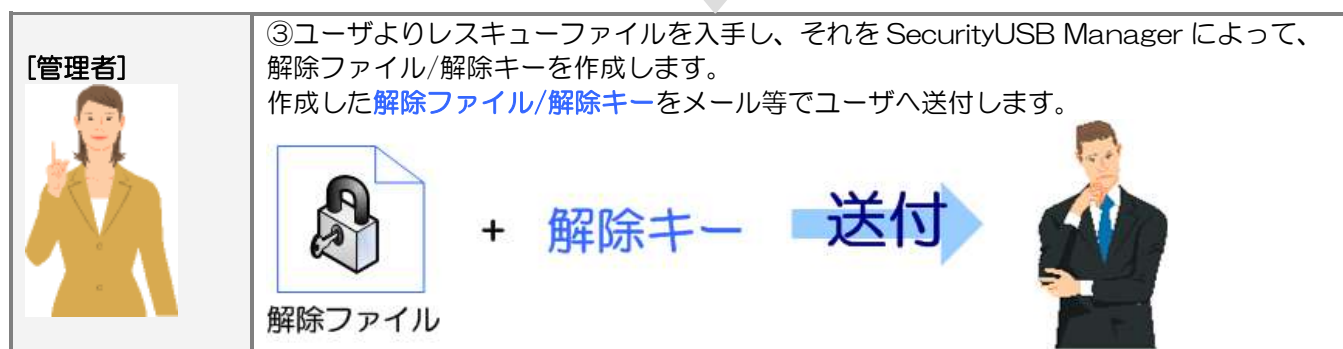 [管理者]
③ユーザよりレスキューファイルを入手し、それを SecurityUSB Manager によって、
解除ファイル/解除キーを作成します。
作成した解除ファイル/解除キーをメール等でユーザへ送付します。
+ 解除キー 送付
解除ファイル